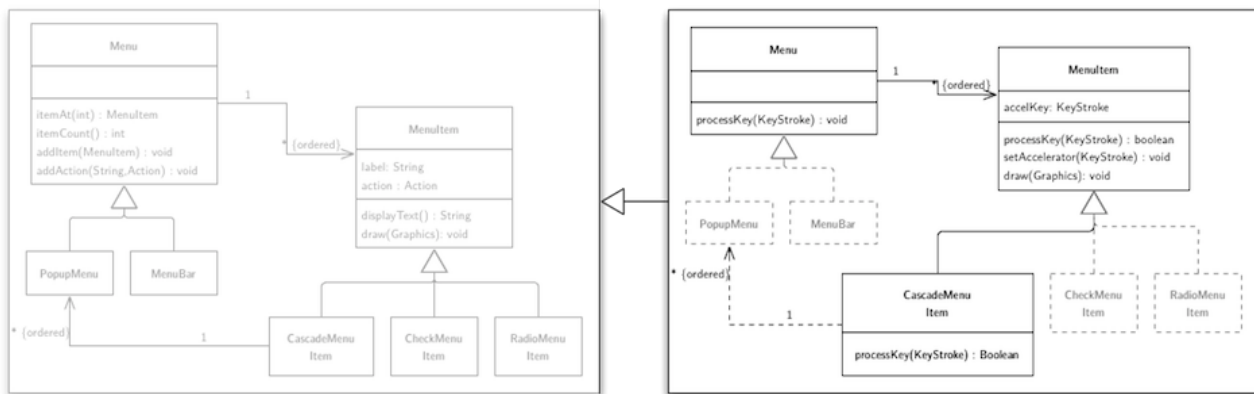 Menu
itemAt(int) : MenuItem
itemCount() : int
addItem(MenuItem) : void
addAction(String,Action) : void
1
* {ordered}
MenuItem
label: String
action : Action
displayText() : String
draw(Graphics): void
PopupMenu
MenuBar
* {ordered}
1
CascadeMenu
Item
CheckMenu
Item
RadioMenu
Item
Menu
processKey(KeyStroke) : void
1
* {ordered}
MenuItem
accelKey: KeyStroke
processKey(KeyStroke) : boolean
setAccelerator(KeyStroke) : void
draw(Graphics): void
PopupMenu
MenuBar
* {ordered}
1
CascadeMenu
Item
processKey(KeyStroke) : Boolean
CheckMenu
Item
RadioMenu
Item